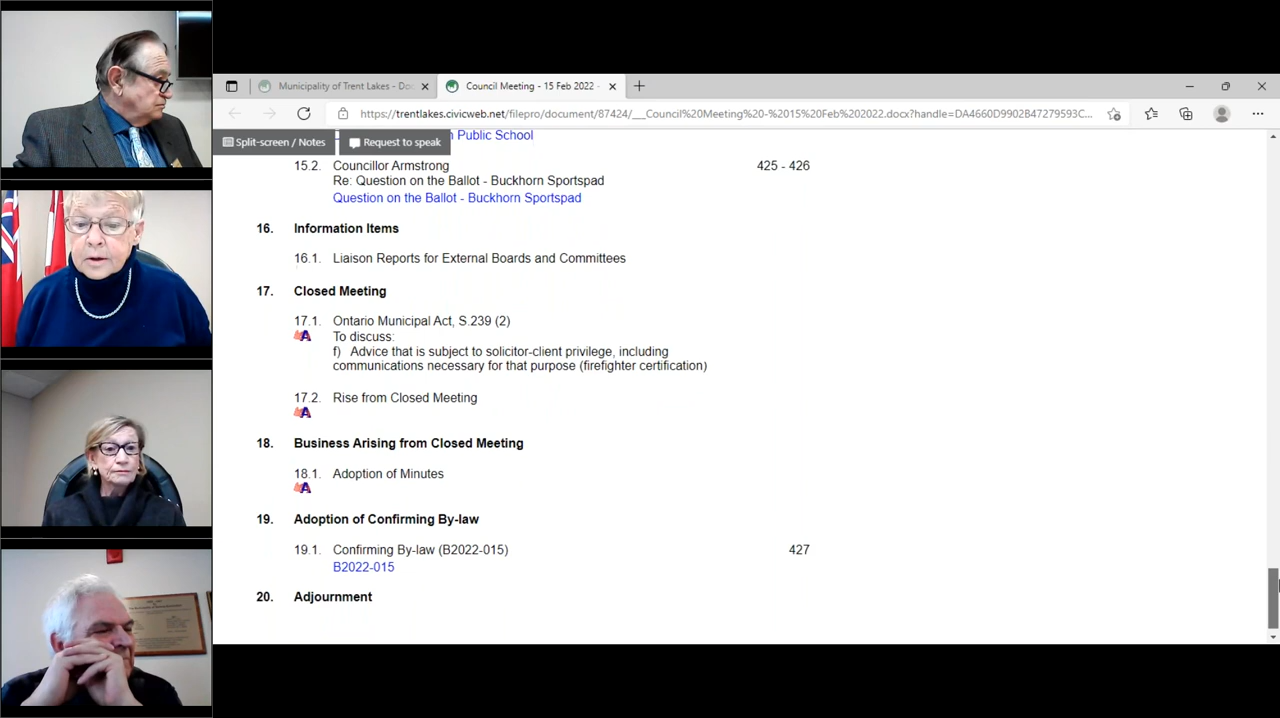 Municipality of Trent Lakes - Doc
Council Meeting - 15 Feb 2022 -
https://trentlakes.civicweb.net/filepro/document/87424/__Council%20Meeting%20-%2015%20Feb%202022.docx?handle=DA4660D9902B47279593C...
Split-screen / Notes
Request to speak
Public School
15.2. Councillor Armstrong 425 - 426
Re: Question on the Ballot - Buckhorn Sportspad
Question on the Ballot - Buckhorn Sportspad
16. Information Items
16.1. Liaison Reports for External Boards and Committees
17. Closed Meeting
17.1. Ontario Municipal Act, S.239 (2)
To discuss:
f) Advice that is subject to solicitor-client privilege, including
communications necessary for that purpose (firefighter certification)
17.2. Rise from Closed Meeting
18. Business Arising from Closed Meeting
18.1. Adoption of Minutes
19. Adoption of Confirming By-law
19.1. Confirming By-law (B2022-015) 427
B2022-015
20. Adjournment